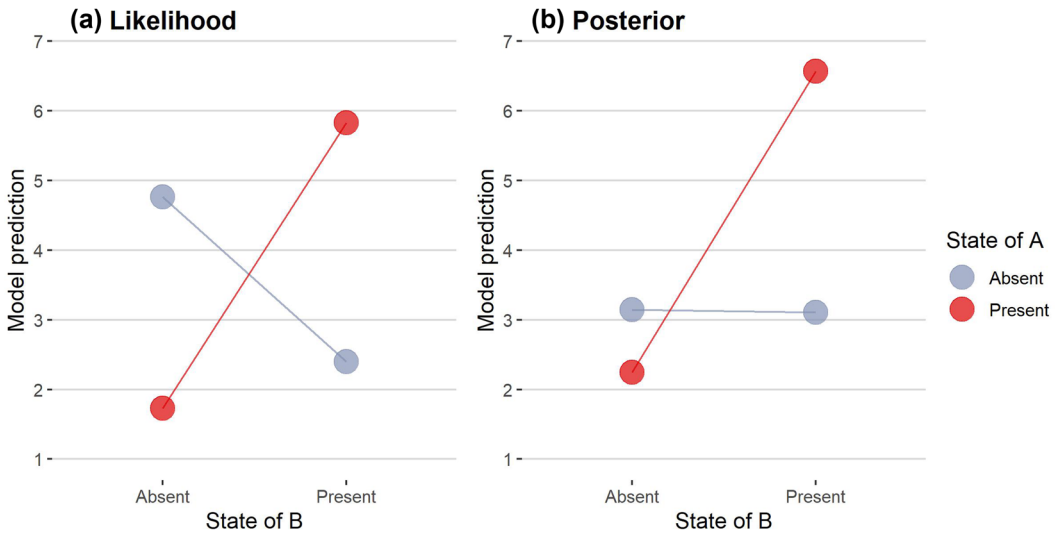 (a) Likelihood
Model prediction
7
6
5
4
3
2
1
Absent
Present
State of B
(b) Posterior
Model prediction
7
6
5
4
3
2
1
Absent
Present
State of B
State of A
Absent
Present